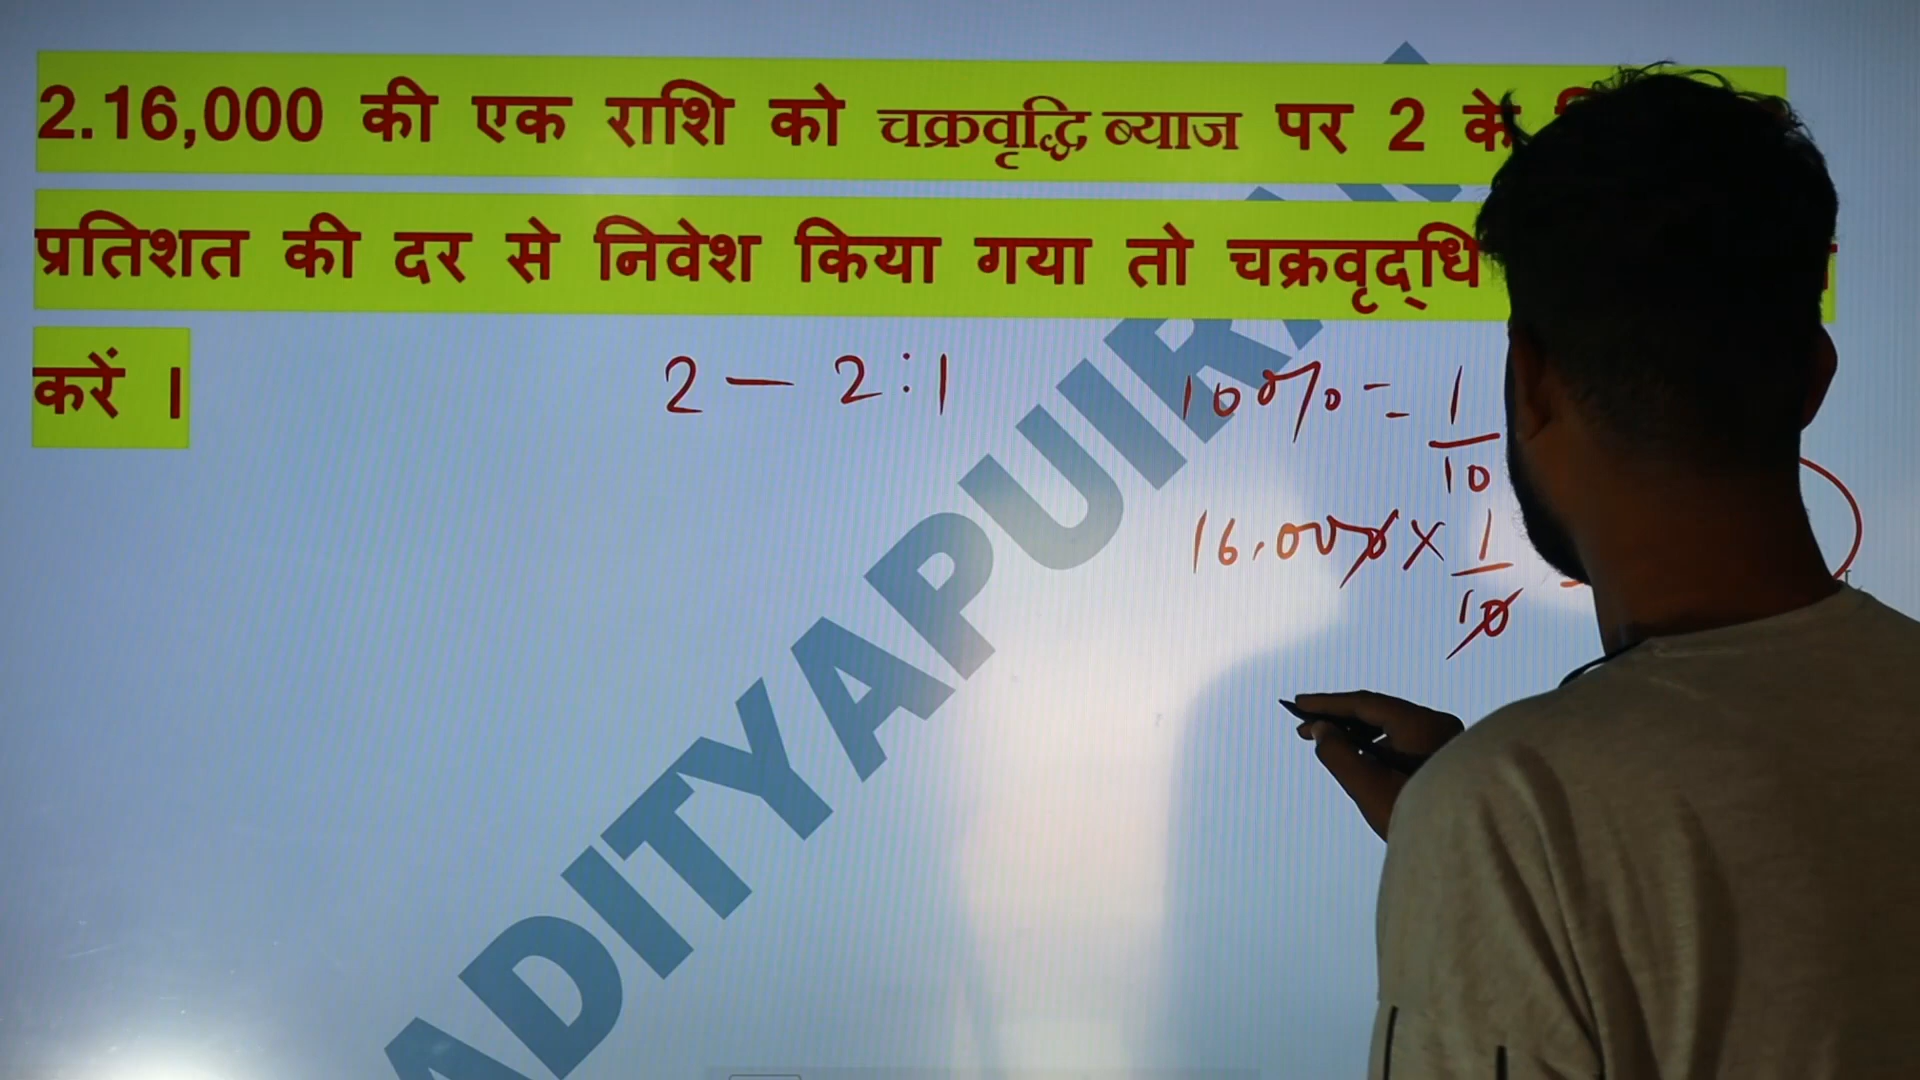 2.16,000 की एक राशि को चक्रवृद्धि ब्याज पर 2 के
प्रतिशत की दर से निवेश किया गया तो चक्रवृद्धि
करें ।
2 – 2:1
10% = 1/10
16,000 × 1/10
ADITYAPUIR